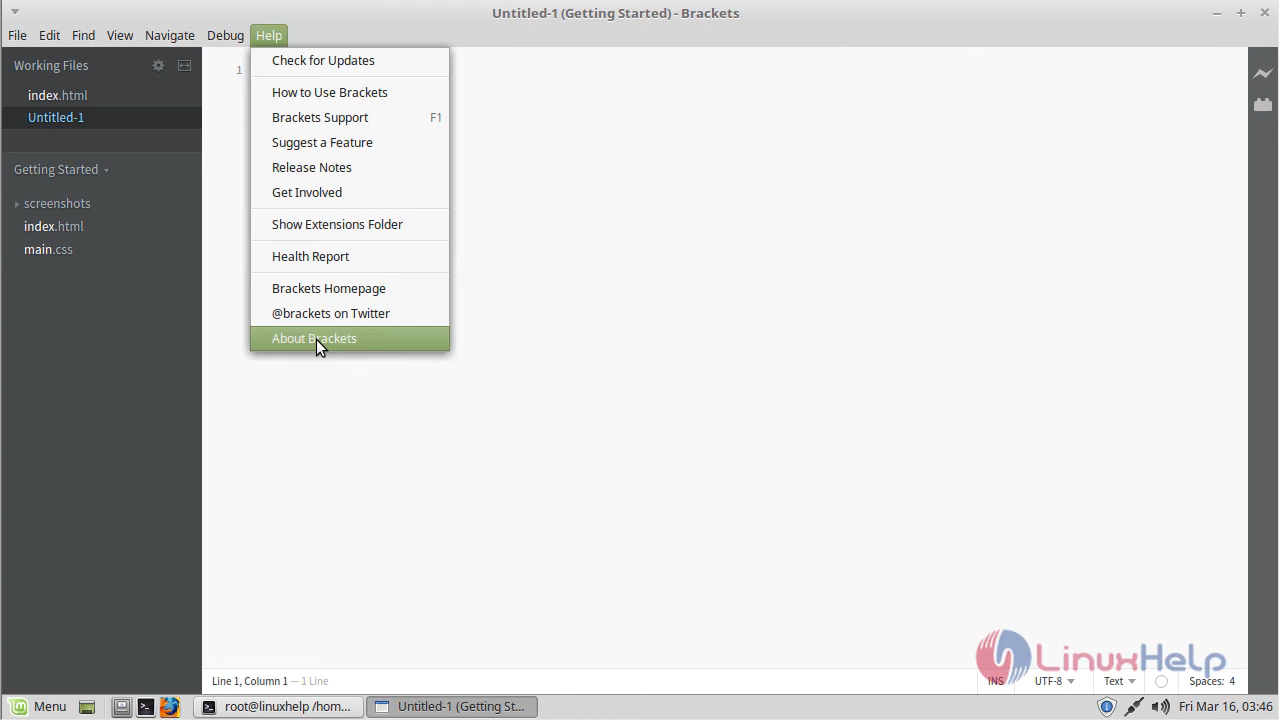 Untitled-1 (Getting Started) - Brackets
File Edit Find View Navigate Debug Help
Working Files
index.html
Untitled-1
Getting Started
screenshots
index.html
main.css
1
Check for Updates
How to Use Brackets
Brackets Support F1
Suggest a Feature
Release Notes
Get Involved
Show Extensions Folder
Health Report
Brackets Homepage
@brackets on Twitter
About Brackets
LinuxHelp
Line 1, Column 1 — 1 Line INS UTF-8 Text Spaces: 4
Menu root@linuxhelp /hom... Untitled-1 (Getting St... Fri Mar 16, 03:46